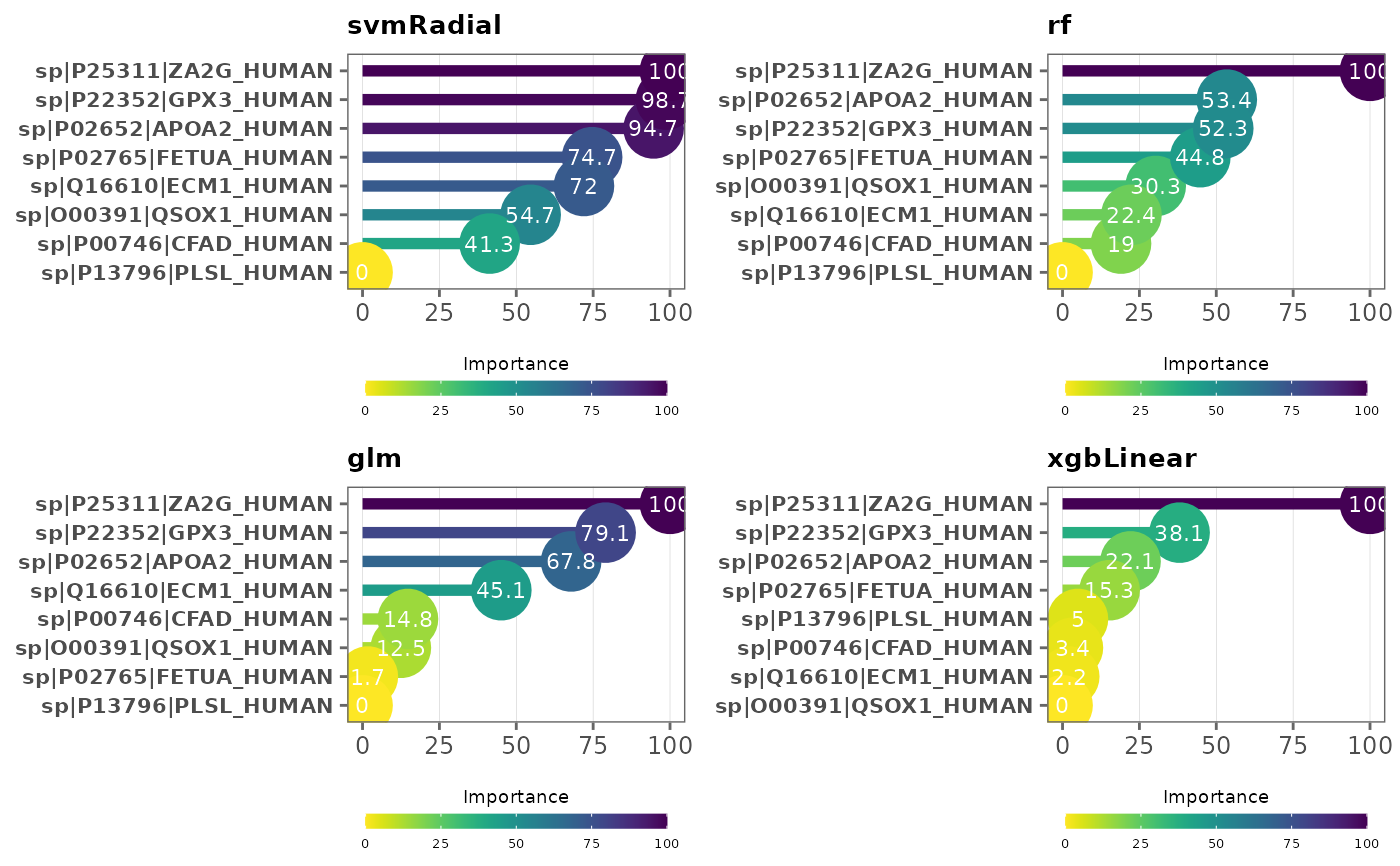 svmRadial
sp|P25311|ZA2G_HUMAN 100
sp|P22352|GPX3_HUMAN 98.7
sp|P02652|APOA2_HUMAN 94.7
sp|P02765|FETUA_HUMAN 74.7
sp|Q16610|ECM1_HUMAN 72
sp|O00391|QSOX1_HUMAN 54.7
sp|P00746|CFAD_HUMAN 41.3
sp|P13796|PLSL_HUMAN 0
0 25 50 75 100
Importance
0 25 50 75 100
rf
sp|P25311|ZA2G_HUMAN 100
sp|P02652|APOA2_HUMAN 53.4
sp|P22352|GPX3_HUMAN 52.3
sp|P02765|FETUA_HUMAN 44.8
sp|O00391|QSOX1_HUMAN 30.3
sp|Q16610|ECM1_HUMAN 22.4
sp|P00746|CFAD_HUMAN 19
sp|P13796|PLSL_HUMAN 0
0 25 50 75 100
Importance
0 25 50 75 100
glm
sp|P25311|ZA2G_HUMAN 100
sp|P22352|GPX3_HUMAN 79.1
sp|P02652|APOA2_HUMAN 67.8
sp|Q16610|ECM1_HUMAN 45.1
sp|P00746|CFAD_HUMAN 14.8
sp|O00391|QSOX1_HUMAN 12.5
sp|P02765|FETUA_HUMAN 1.7
sp|P13796|PLSL_HUMAN 0
0 25 50 75 100
Importance
0 25 50 75 100
xgbLinear
sp|P25311|ZA2G_HUMAN 100
sp|P22352|GPX3_HUMAN 38.1
sp|P02652|APOA2_HUMAN 22.1
sp|P02765|FETUA_HUMAN 15.3
sp|P13796|PLSL_HUMAN 5
sp|P00746|CFAD_HUMAN 3.4
sp|Q16610|ECM1_HUMAN 2.2
sp|O00391|QSOX1_HUMAN 0
0 25 50 75 100
Importance
0 25 50 75 100